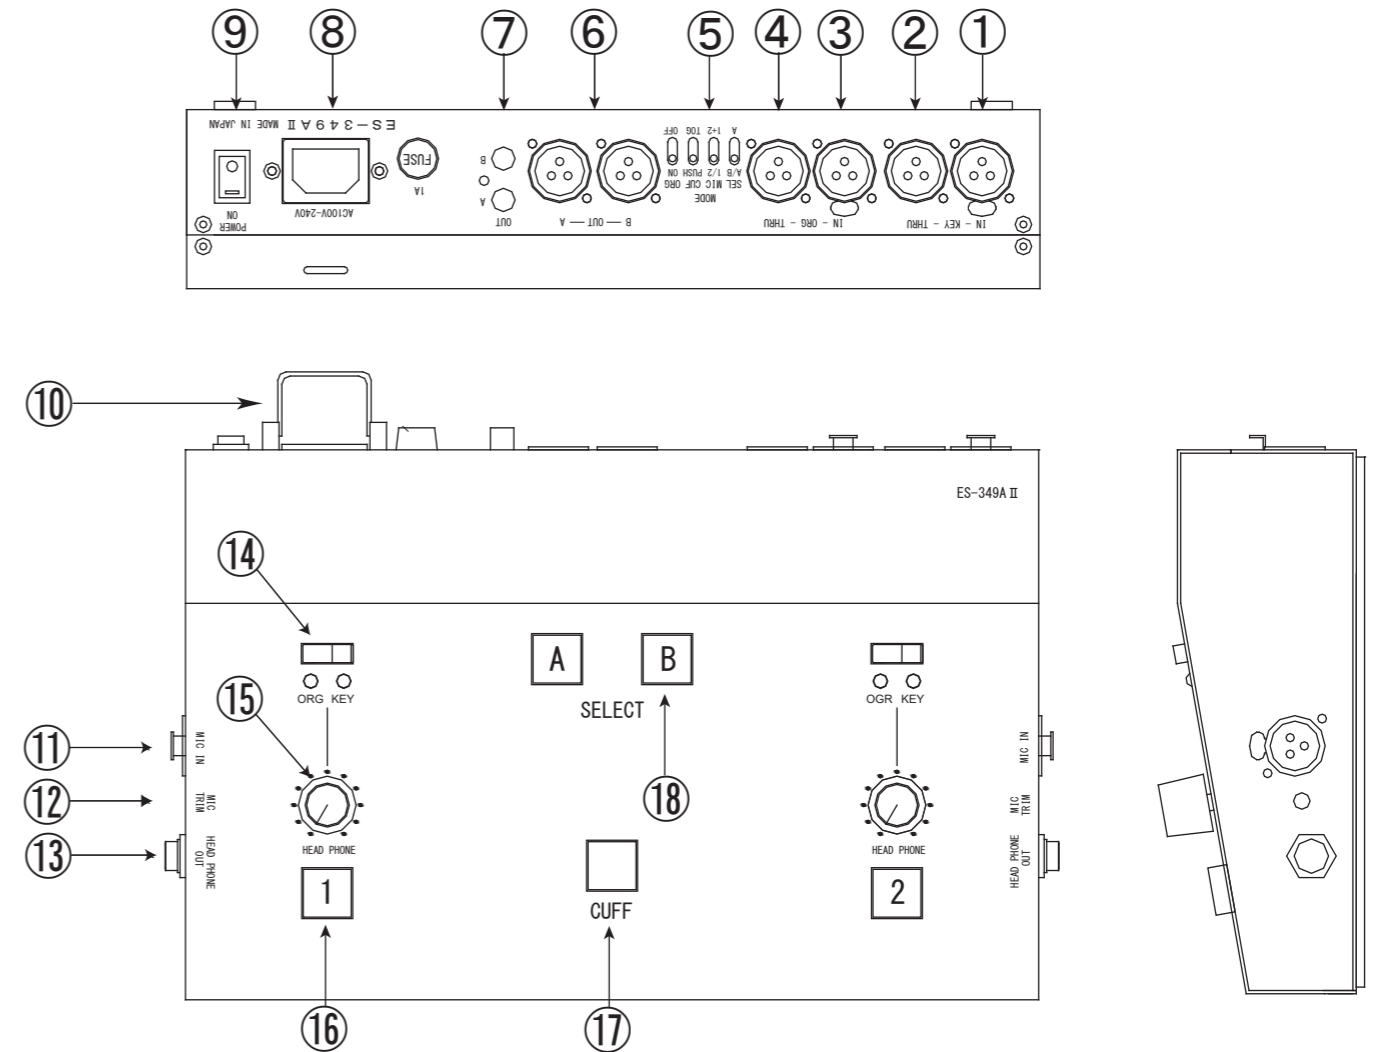 ⑨ ⑧ ⑦ ⑥ ⑤ ④ ③ ② ①
MADE IN JAPAN
ES-349AⅡ
FUSE
1A
AC100V-240V
POWER
ON
B
A
OUT
A — OUT — B
OFF TOG 1+2 A
ON PUSH 1/2 A/B
ORG CUF MIC SEL
MODE
IN - ORG - THRU
IN - KEY - THRU
⑩
ES-349AⅡ
⑭
A
B
SELECT
ORG KEY
OGR KEY
⑮
⑪
MIC IN
MIC IN
⑫
MIC
TRIM
MIC
TRIM
⑱
⑬
HEAD PHONE
OUT
HEAD PHONE
OUT
HEAD PHONE
HEAD PHONE
1
CUFF
2
⑯
⑰